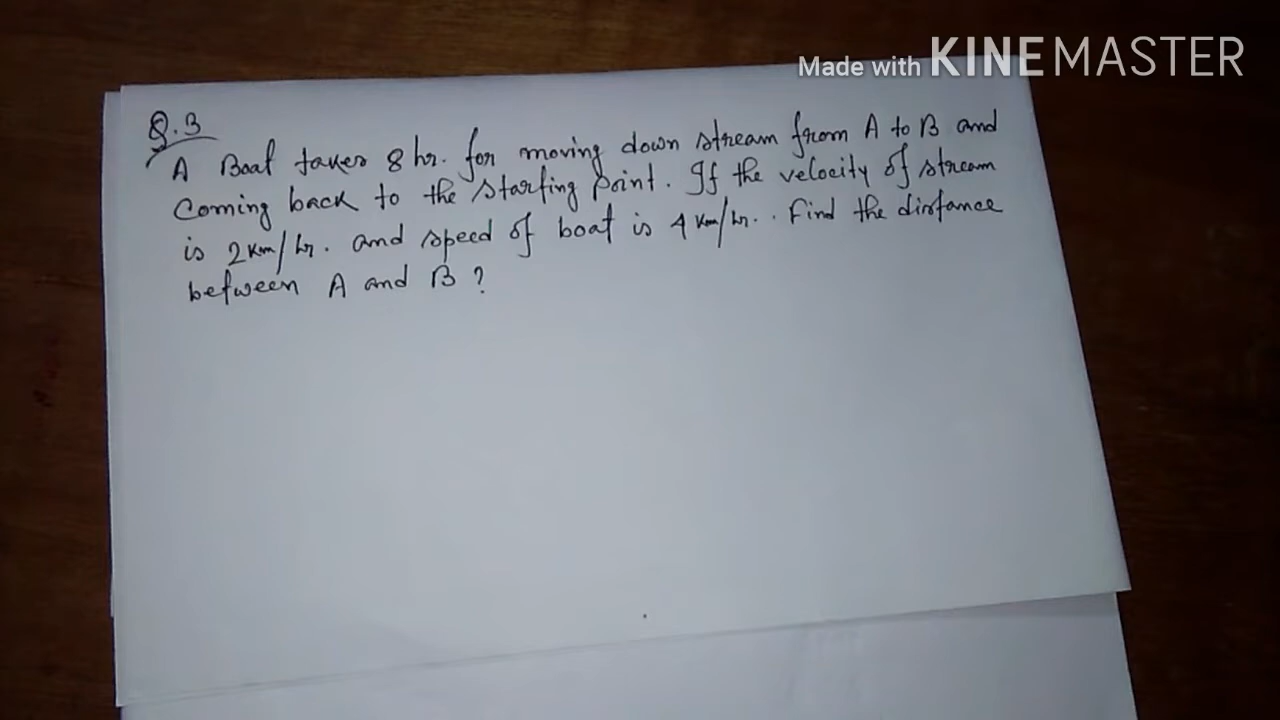 Made with KINEMASTER
Q.3
A Boat takes 8 hr. for moving down stream from A to B and
Coming back to the starting point. If the velocity of stream
is 2 km/hr. and speed of boat is 4 km/hr.. Find the distance
between A and B ?